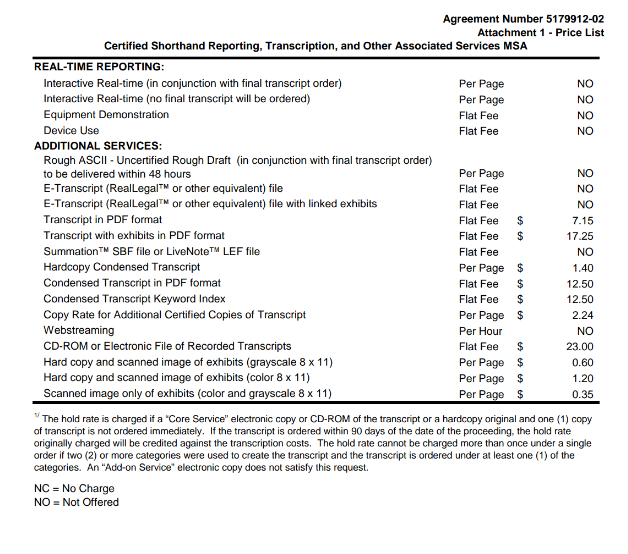 Agreement Number 5179912-02
Attachment 1 - Price List
Certified Shorthand Reporting, Transcription, and Other Associated Services MSA
REAL-TIME REPORTING:
Interactive Real-time (in conjunction with final transcript order) Per Page NO
Interactive Real-time (no final transcript will be ordered) Per Page NO
Equipment Demonstration Flat Fee NO
Device Use Flat Fee NO
ADDITIONAL SERVICES:
Rough ASCII - Uncertified Rough Draft (in conjunction with final transcript order)
to be delivered within 48 hours Per Page NO
E-Transcript (RealLegal™ or other equivalent) file Flat Fee NO
E-Transcript (RealLegal™ or other equivalent) file with linked exhibits Flat Fee NO
Transcript in PDF format Flat Fee $ 7.15
Transcript with exhibits in PDF format Flat Fee $ 17.25
Summation™ SBF file or LiveNote™ LEF file Flat Fee NO
Hardcopy Condensed Transcript Per Page $ 1.40
Condensed Transcript in PDF format Flat Fee $ 12.50
Condensed Transcript Keyword Index Flat Fee $ 12.50
Copy Rate for Additional Certified Copies of Transcript Per Page $ 2.24
Webstreaming Per Hour NO
CD-ROM or Electronic File of Recorded Transcripts Flat Fee $ 23.00
Hard copy and scanned image of exhibits (grayscale 8 x 11) Per Page $ 0.60
Hard copy and scanned image of exhibits (color 8 x 11) Per Page $ 1.20
Scanned image only of exhibits (color and grayscale 8 x 11) Per Page $ 0.35
1/ The hold rate is charged if a “Core Service” electronic copy or CD-ROM of the transcript or a hardcopy original and one (1) copy
of transcript is not ordered immediately. If the transcript is ordered within 90 days of the date of the proceeding, the hold rate
originally charged will be credited against the transcription costs. The hold rate cannot be charged more than once under a single
order if two (2) or more categories were used to create the transcript and the transcript is ordered under at least one (1) of the
categories. An “Add-on Service” electronic copy does not satisfy this request.
NC = No Charge
NO = Not Offered